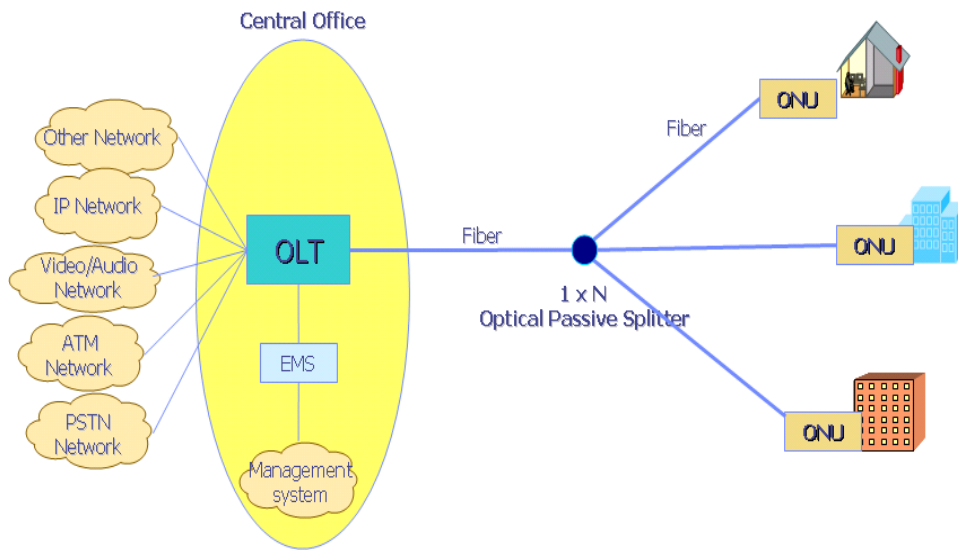 Central Office
Other Network
IP Network
Video/Audio
Network
ATM
Network
PSTN
Network
OLT
EMS
Management
system
Fiber
1 x N
Optical Passive Splitter
Fiber
ONU
ONU
ONU